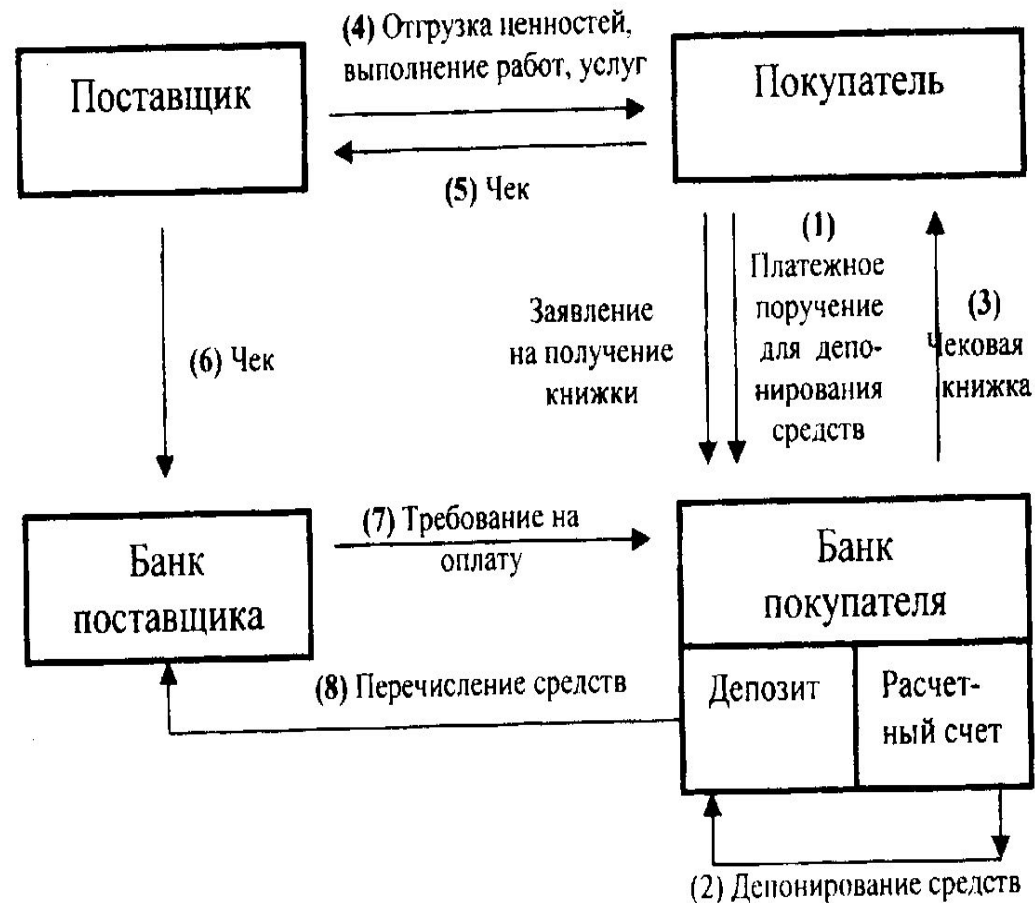 (4) Отгрузка ценностей,
выполнение работ, услуг
Поставщик
Покупатель
(5) Чек
(1)
Платежное
поручение
для депо-
нирования
средств
Заявление
на получение
книжки
(3)
Чековая
книжка
(6) Чек
(7) Требование на
оплату
Банк
поставщика
Банк
покупателя
(8) Перечисление средств
Депозит
Расчет-
ный счет
(2) Депонирование средств